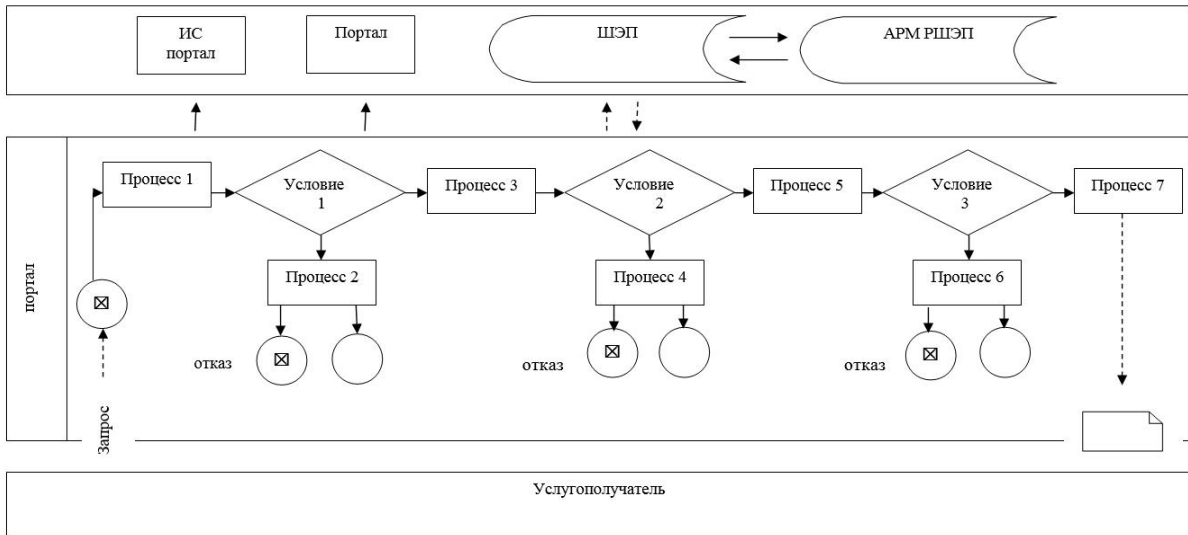 ИС
портал
Портал
ШЭП
АРМ РШЭП
портал
Процесс 1
Условие
1
Процесс 3
Условие
2
Процесс 5
Условие
3
Процесс 7
Процесс 2
Процесс 4
Процесс 6
отказ
отказ
отказ
Запрос
Услугополучатель